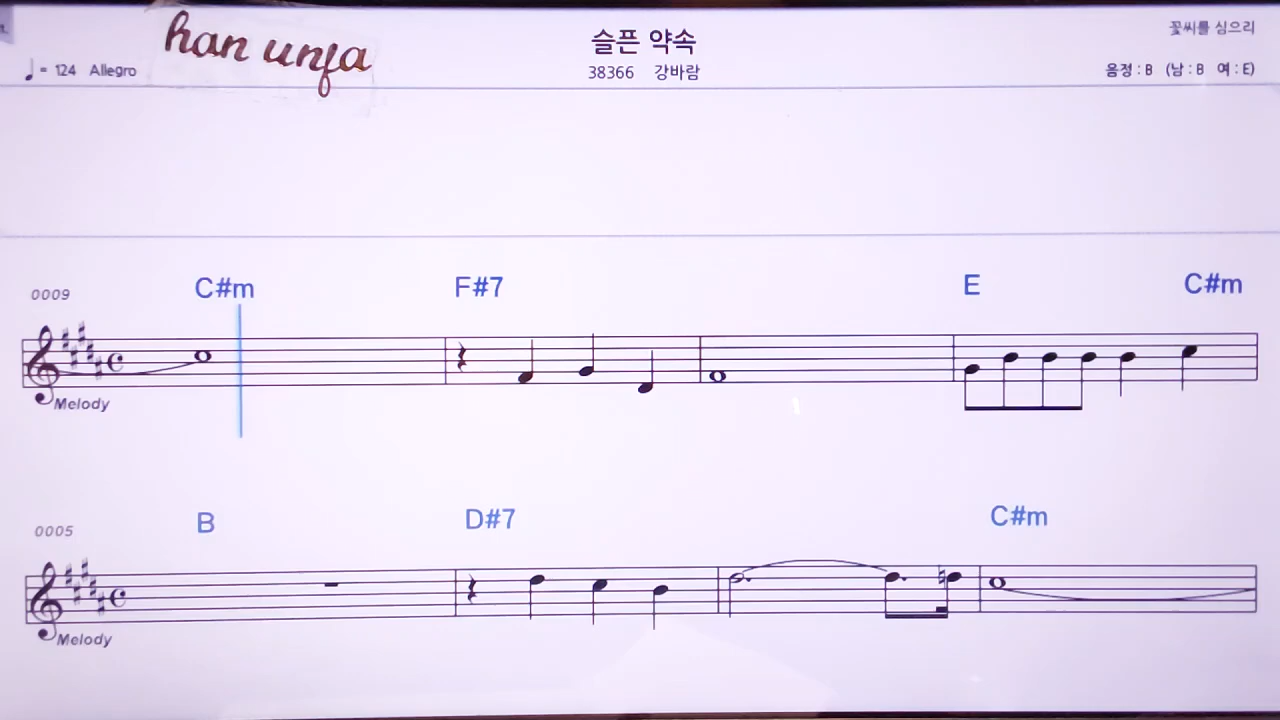 han unja
슬픈 약속
꽃씨를 심으리
♩= 124 Allegro
38366 강바람
음정 : B (남 : B 여 : E)
0009 C#m F#7 E C#m
Melody
0005 B D#7 C#m
Melody